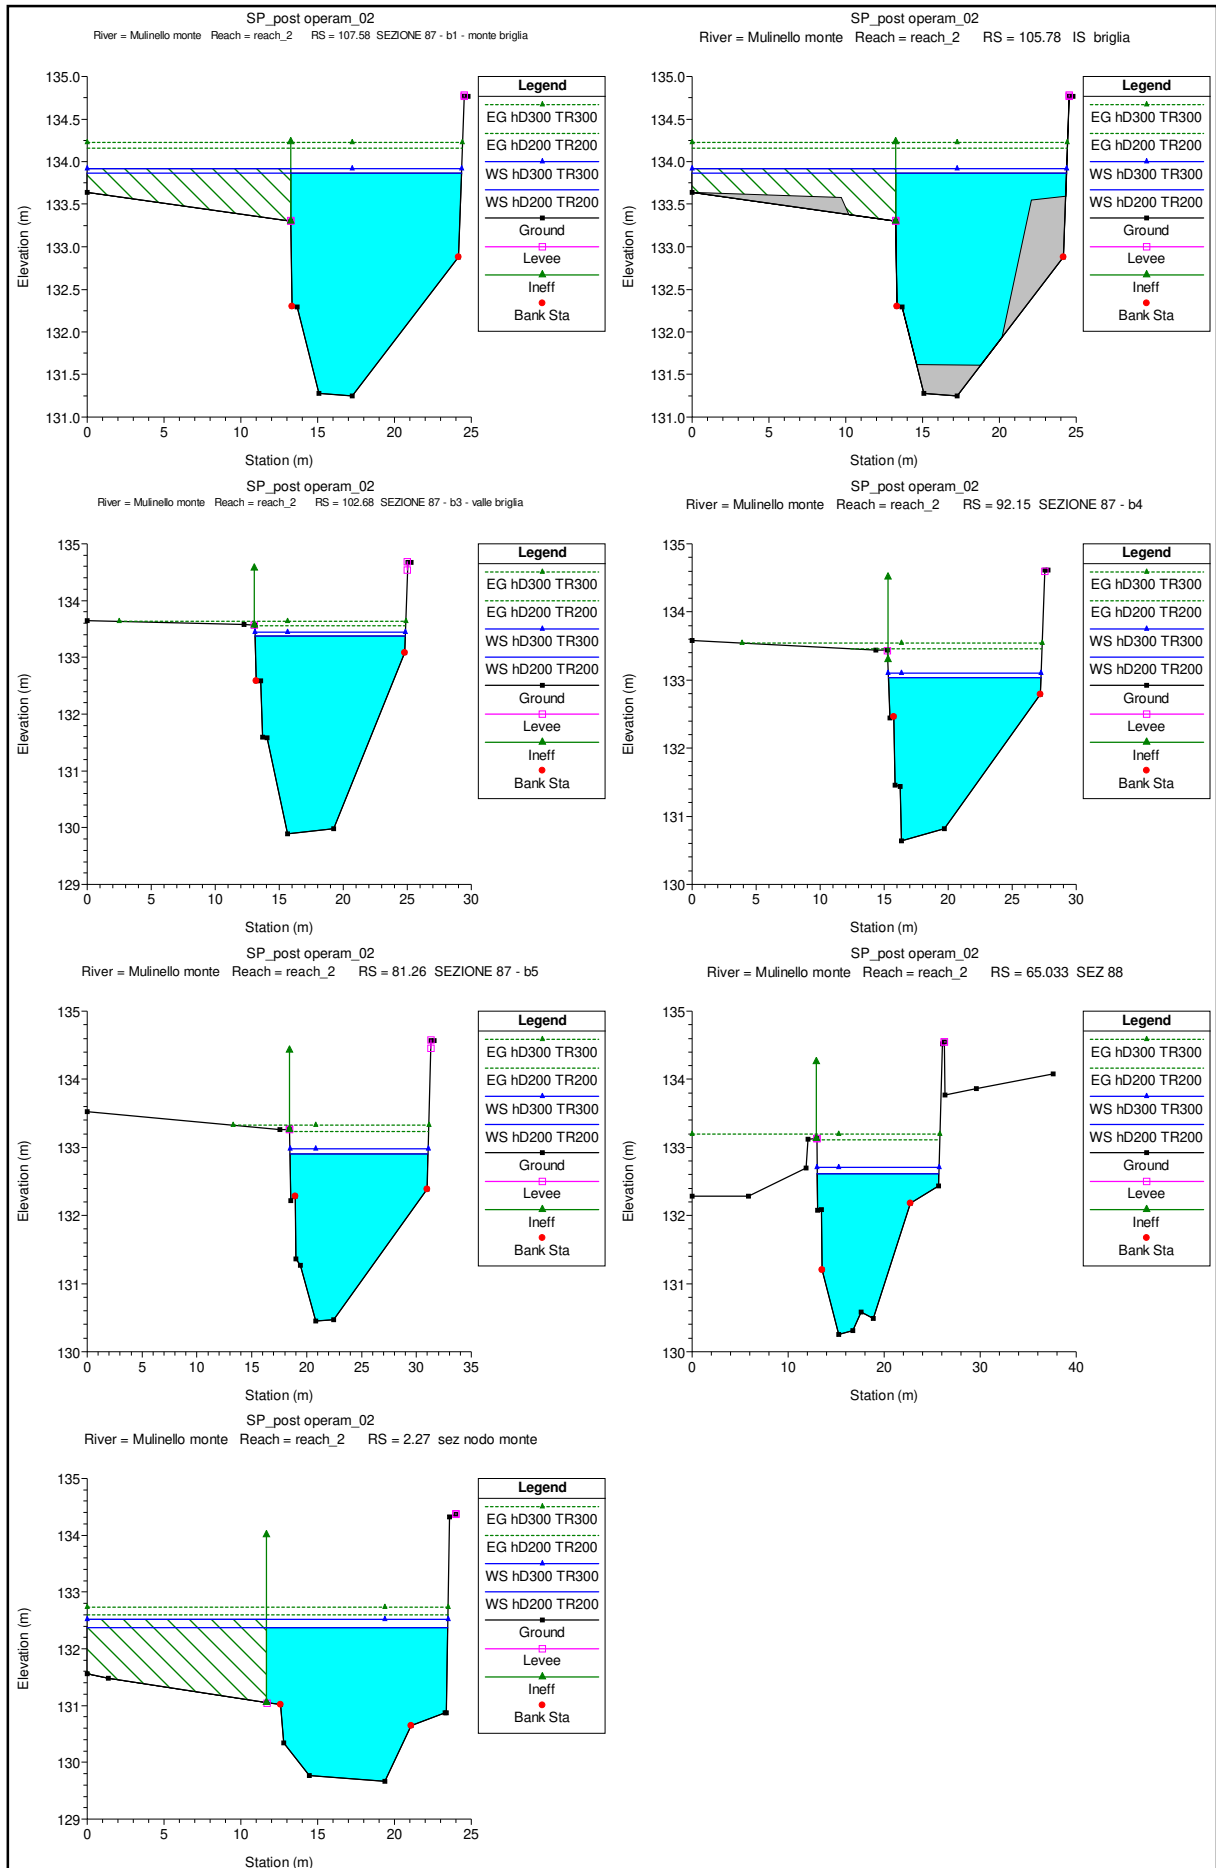 SP_post operam_02
River = Mulinello monte Reach = reach_2 RS = 107.58 SEZIONE 87 - b1 - monte briglia
135.0
134.5
134.0
133.5
133.0
132.5
132.0
131.5
131.0
Elevation (m)
0 5 10 15 20 25
Station (m)
Legend
EG hD300 TR300
EG hD200 TR200
WS hD300 TR300
WS hD200 TR200
Ground
Levee
Ineff
Bank Sta
SP_post operam_02
River = Mulinello monte Reach = reach_2 RS = 105.78 IS briglia
135.0
134.5
134.0
133.5
133.0
132.5
132.0
131.5
131.0
Elevation (m)
0 5 10 15 20 25
Station (m)
Legend
EG hD300 TR300
EG hD200 TR200
WS hD300 TR300
WS hD200 TR200
Ground
Levee
Ineff
Bank Sta
SP_post operam_02
River = Mulinello monte Reach = reach_2 RS = 102.68 SEZIONE 87 - b3 - valle briglia
135
134
133
132
131
130
129
Elevation (m)
0 5 10 15 20 25 30
Station (m)
Legend
EG hD300 TR300
EG hD200 TR200
WS hD300 TR300
WS hD200 TR200
Ground
Levee
Ineff
Bank Sta
SP_post operam_02
River = Mulinello monte Reach = reach_2 RS = 92.15 SEZIONE 87 - b4
135
134
133
132
131
130
Elevation (m)
0 5 10 15 20 25 30
Station (m)
Legend
EG hD300 TR300
EG hD200 TR200
WS hD300 TR300
WS hD200 TR200
Ground
Levee
Ineff
Bank Sta
SP_post operam_02
River = Mulinello monte Reach = reach_2 RS = 81.26 SEZIONE 87 - b5
135
134
133
132
131
130
Elevation (m)
0 5 10 15 20 25 30 35
Station (m)
Legend
EG hD300 TR300
EG hD200 TR200
WS hD300 TR300
WS hD200 TR200
Ground
Levee
Ineff
Bank Sta
SP_post operam_02
River = Mulinello monte Reach = reach_2 RS = 65.033 SEZ 88
135
134
133
132
131
130
Elevation (m)
0 10 20 30 40
Station (m)
Legend
EG hD300 TR300
EG hD200 TR200
WS hD300 TR300
WS hD200 TR200
Ground
Levee
Ineff
Bank Sta
SP_post operam_02
River = Mulinello monte Reach = reach_2 RS = 2.27 sez nodo monte
135
134
133
132
131
130
129
Elevation (m)
0 5 10 15 20 25
Station (m)
Legend
EG hD300 TR300
EG hD200 TR200
WS hD300 TR300
WS hD200 TR200
Ground
Levee
Ineff
Bank Sta